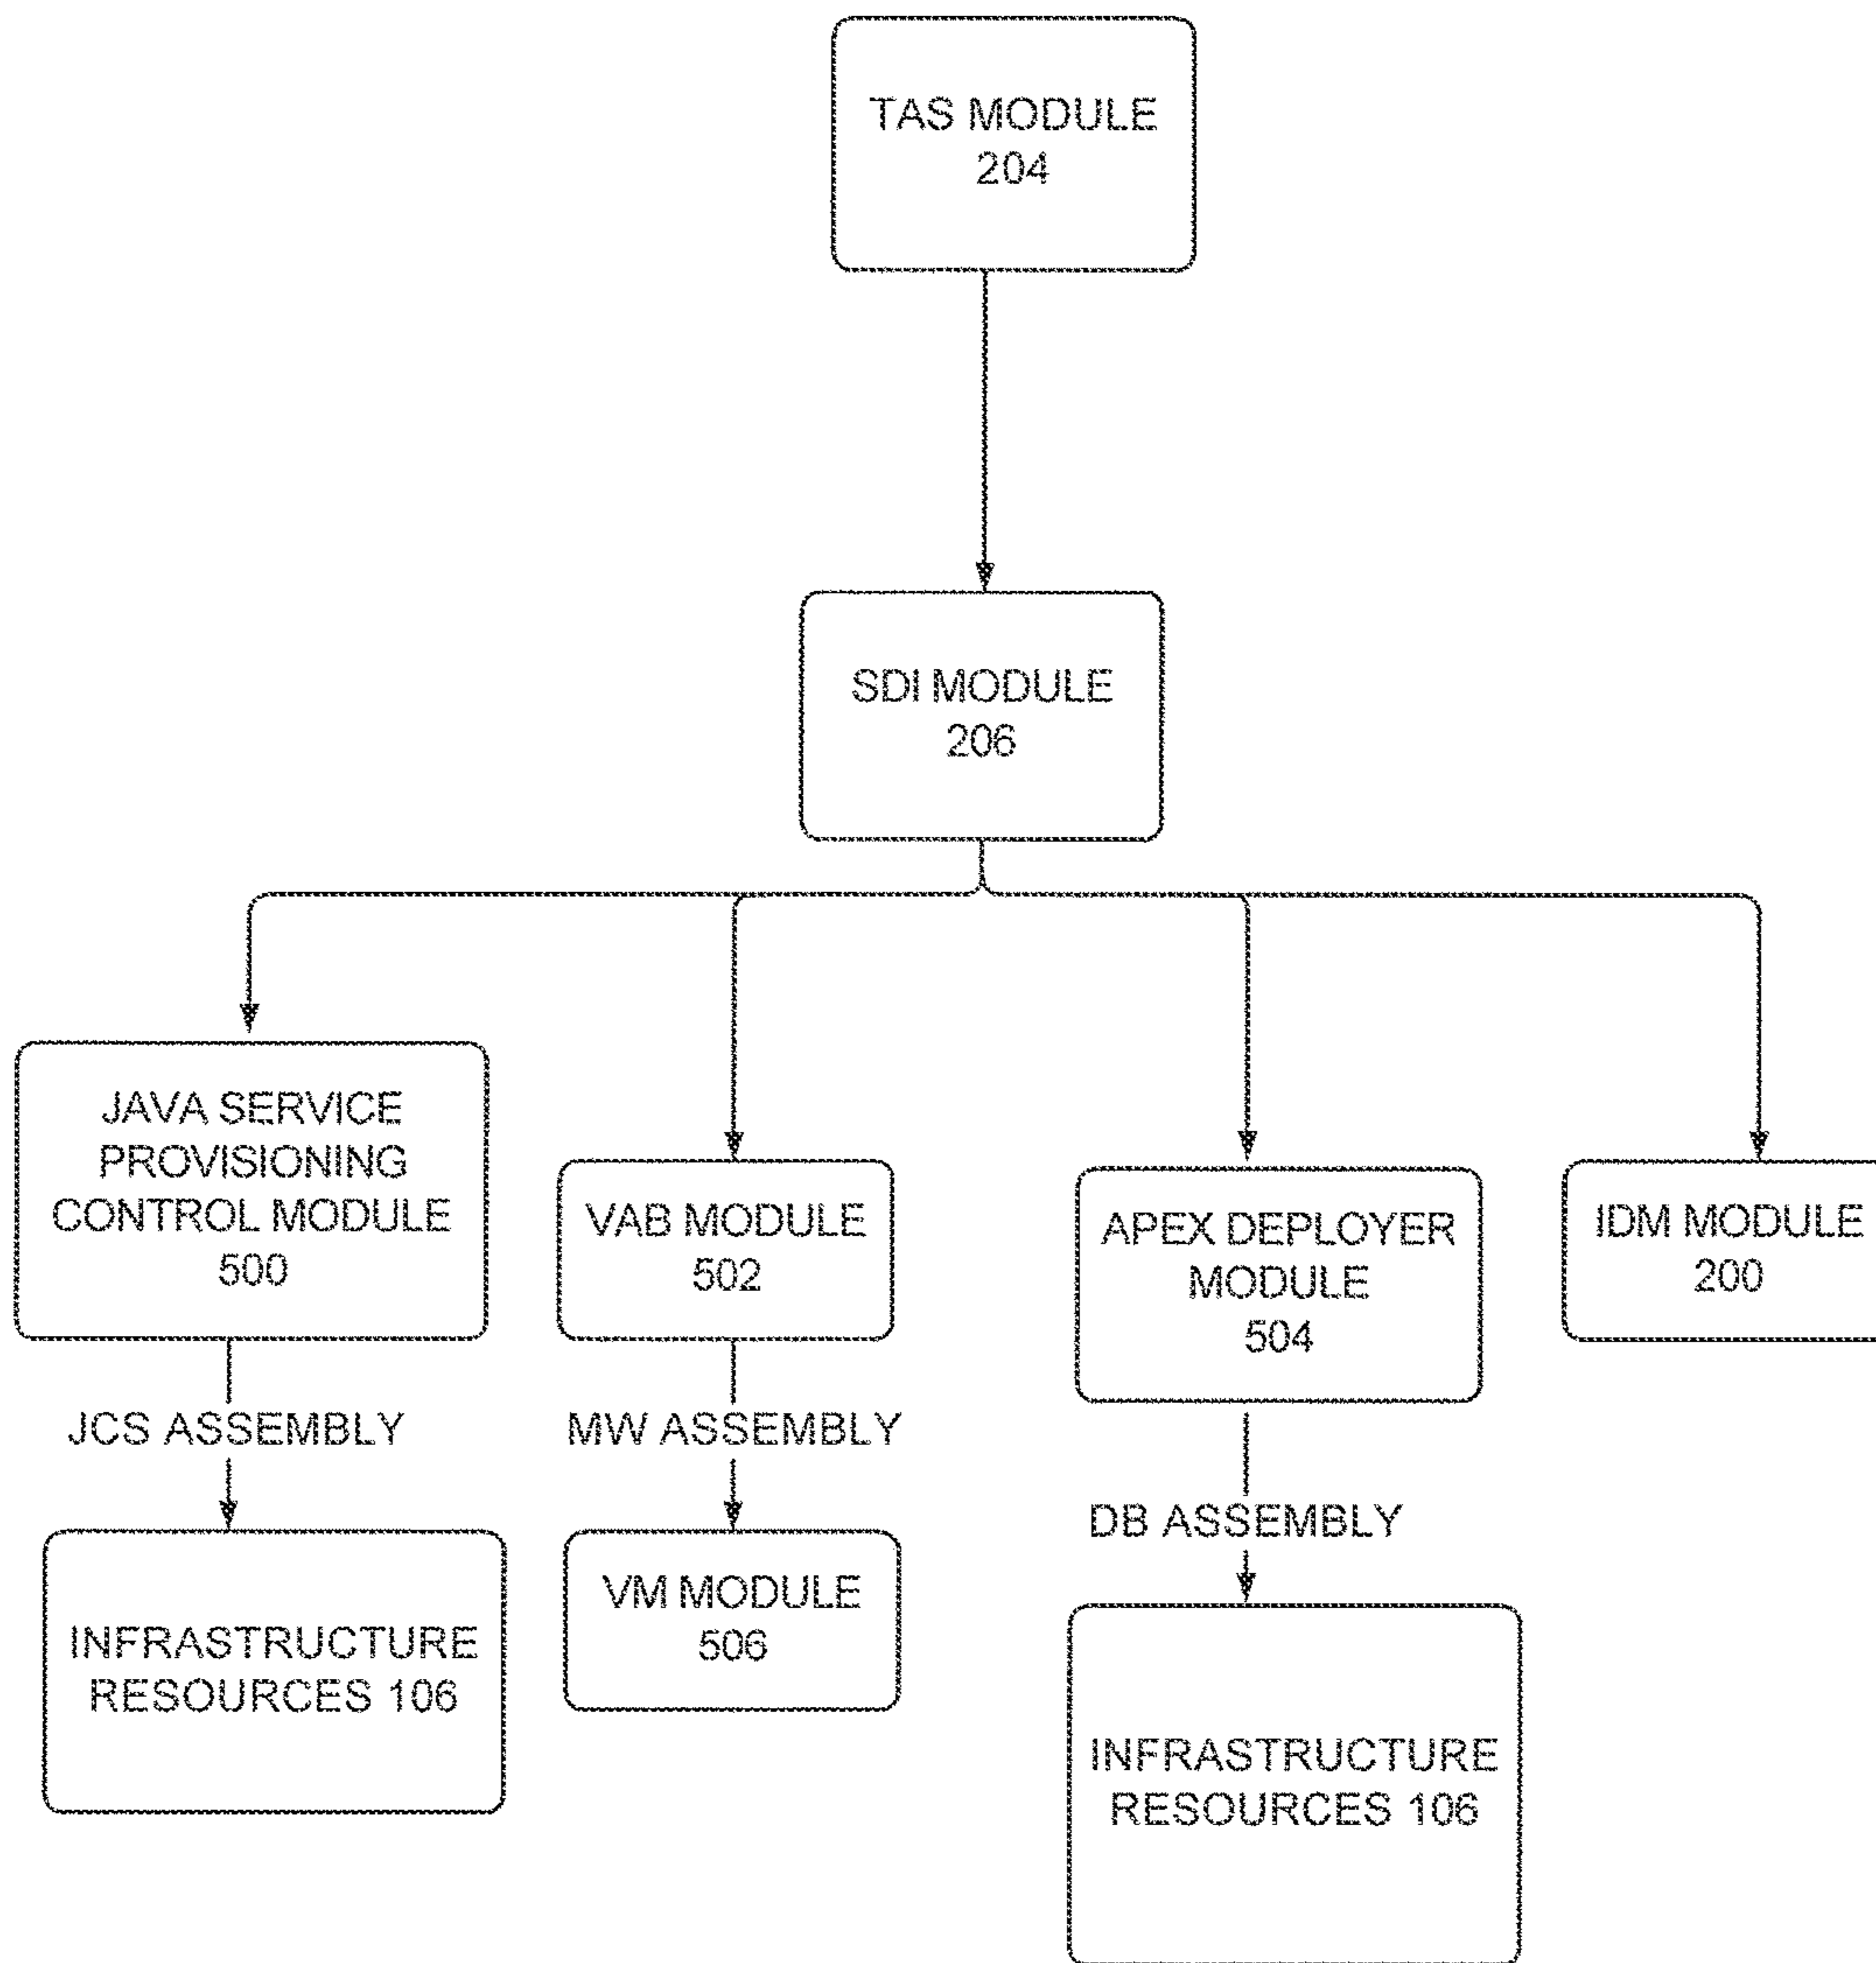 TAS MODULE
204
SDI MODULE
206
JAVA SERVICE
PROVISIONING
CONTROL MODULE
500
VAB MODULE
502
APEX DEPLOYER
MODULE
504
IDM MODULE
200
JCS ASSEMBLY
MW ASSEMBLY
DB ASSEMBLY
INFRASTRUCTURE
RESOURCES 106
VM MODULE
506
INFRASTRUCTURE
RESOURCES 106